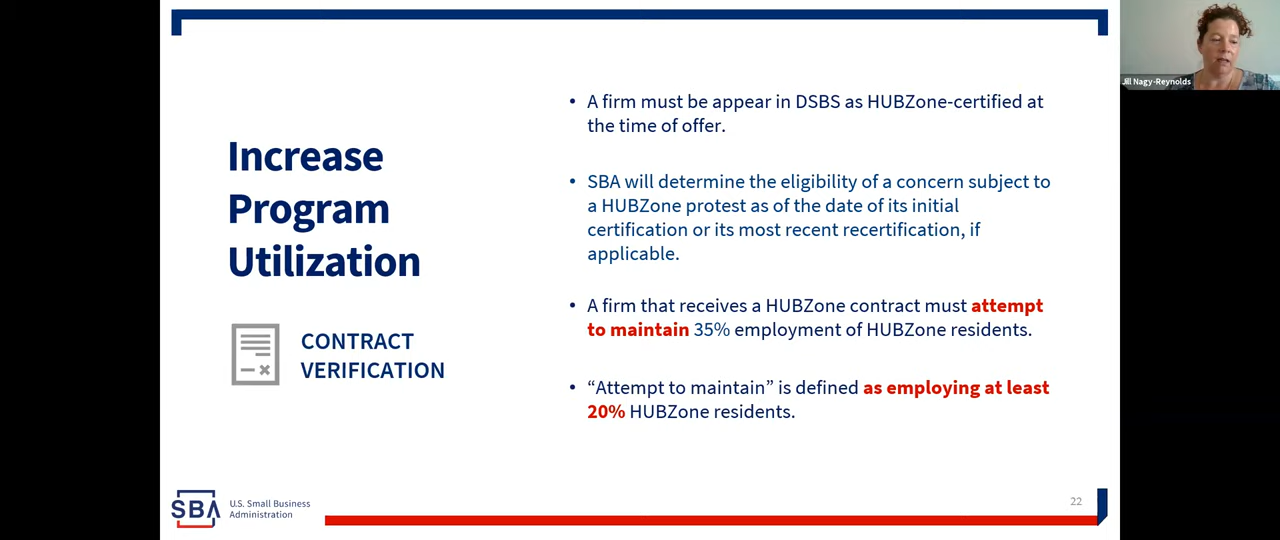 Increase
Program
Utilization
CONTRACT
VERIFICATION
• A firm must be appear in DSBS as HUBZone-certified at
the time of offer.
• SBA will determine the eligibility of a concern subject to
a HUBZone protest as of the date of its initial
certification or its most recent recertification, if
applicable.
• A firm that receives a HUBZone contract must attempt
to maintain 35% employment of HUBZone residents.
• “Attempt to maintain” is defined as employing at least
20% HUBZone residents.
SBA
U.S. Small Business
Administration
22
Jill Nagy-Reynolds